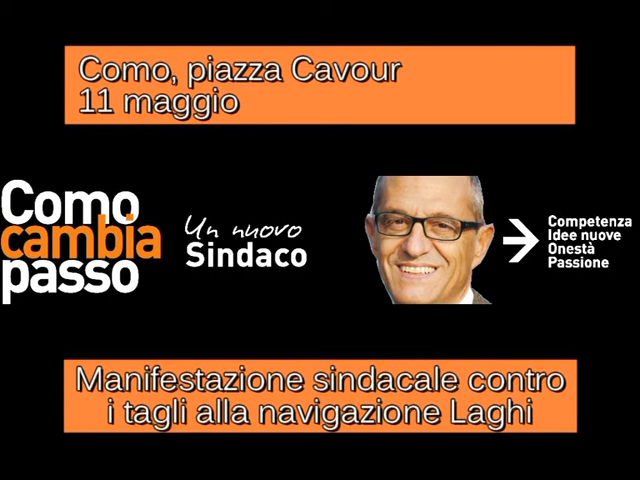 Como, piazza Cavour
11 maggio
Como
cambia
passo
Un nuovo
Sindaco
Competenza
Idee nuove
Onestà
Passione
Manifestazione sindacale contro
i tagli alla navigazione Laghi